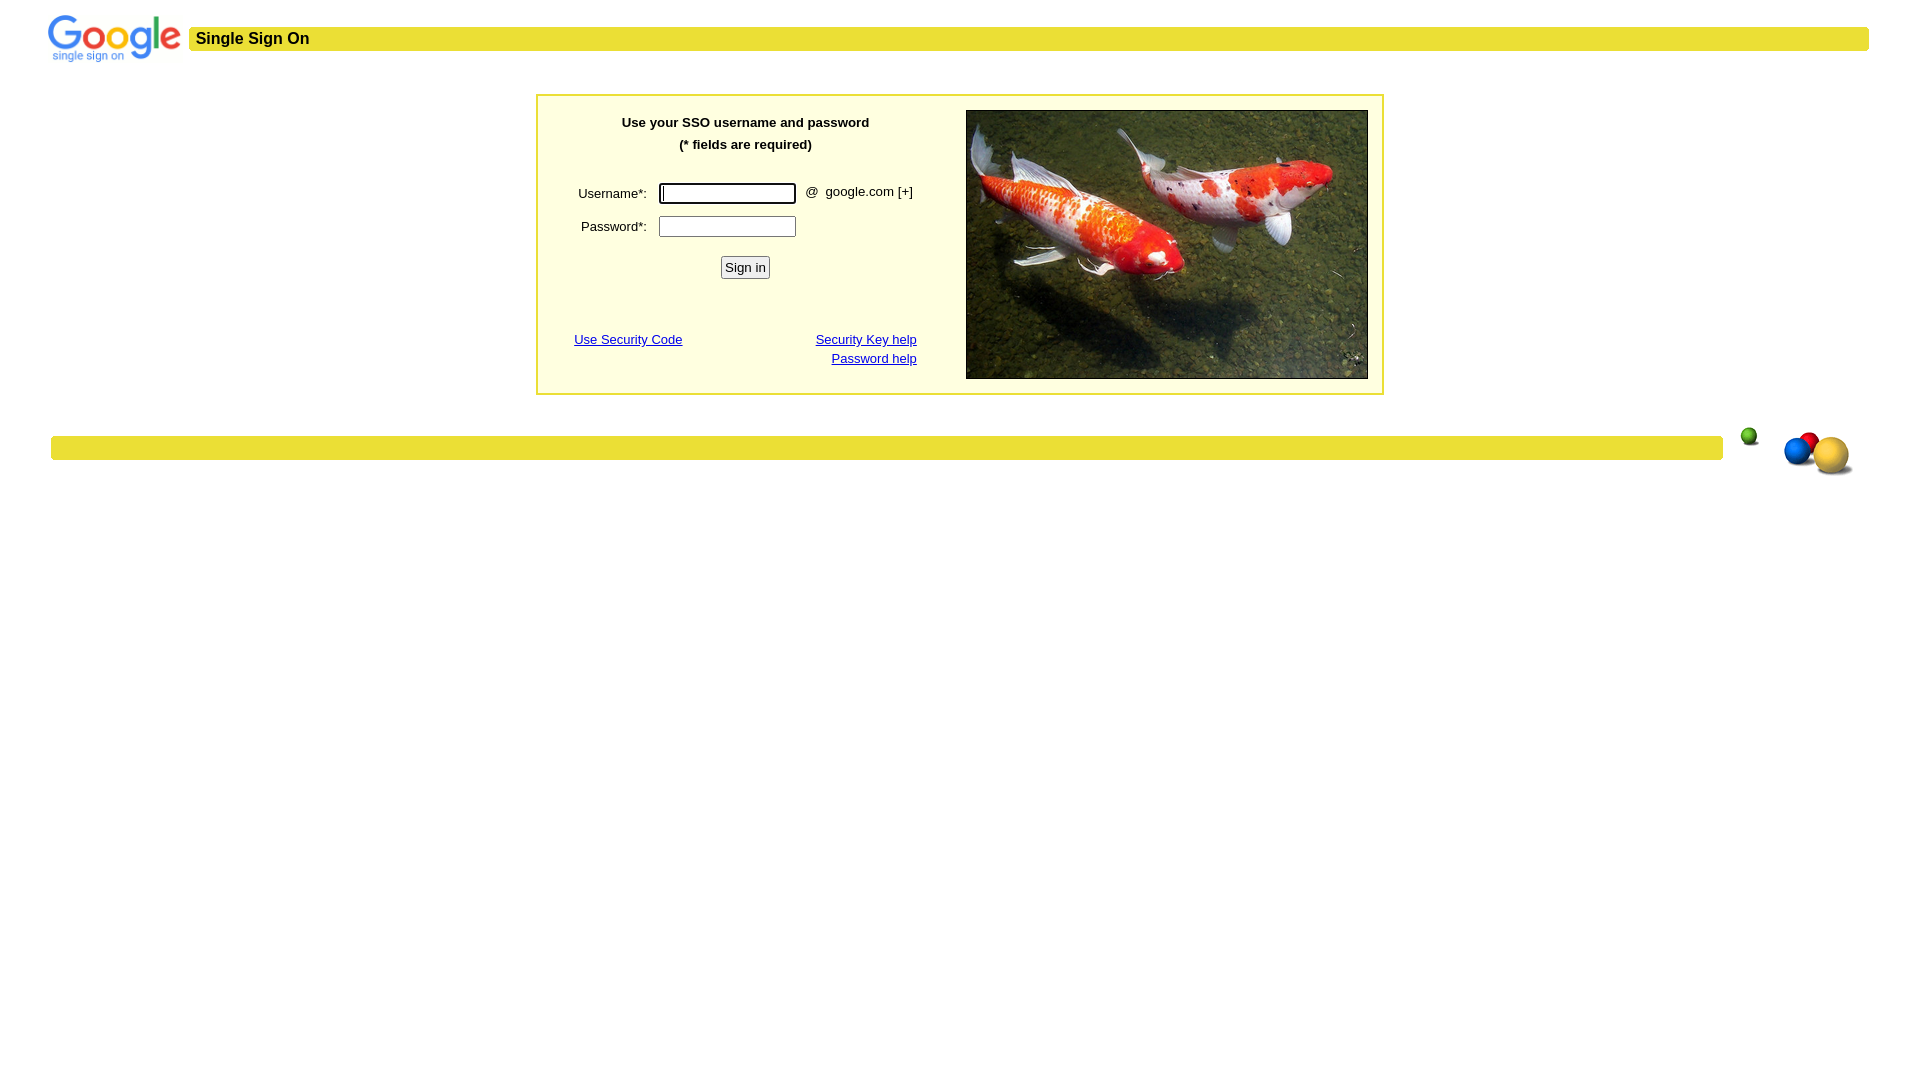 Google
single sign on
Single Sign On
Use your SSO username and password
(* fields are required)
Username*: @ google.com [+]
Password*:
Sign in
Use Security Code
Security Key help
Password help